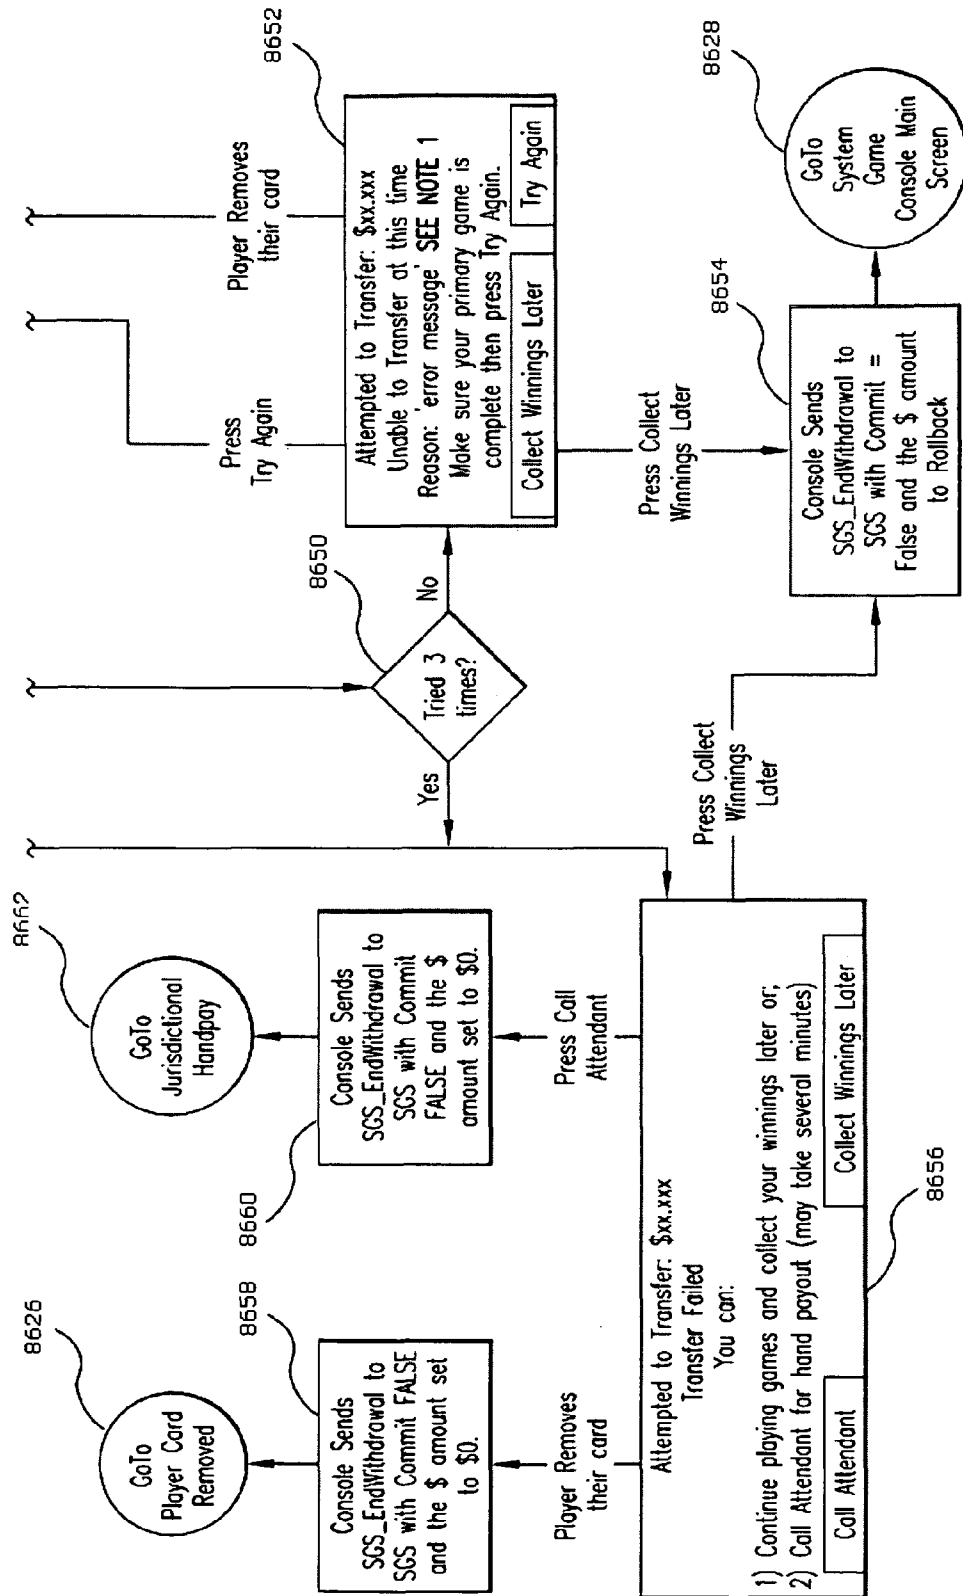 8652
Player Removes
their card
Press
Try Again
Attempted to Transfer: $xx.xxx
Unable to Transfer at this time
Reason: 'error message' SEE NOTE 1
Make sure your primary game is
complete then press Try Again.
Collect Winnings Later
Try Again
8650
Tried 3
times?
No
Yes
Press Collect
Winnings Later
8654
Console Sends
SGS_EndWithdrawal to
SGS with Commit =
False and the $ amount
to Rollback
8628
GoTo
System
Game
Console Main
Screen
Press Collect
Winnings
Later
8662
GoTo
Jurisdictional
Handpay
8660
Console Sends
SGS_EndWithdrawal to
SGS with Commit
FALSE and the $
amount set to $0.
Press Call
Attendant
8626
GoTo
Player Card
Removed
8658
Console Sends
SGS_EndWithdrawal to
SGS with Commit FALSE
and the $ amount set
to $0.
Player Removes
their card
Attempted to Transfer: $xx.xxx
Transfer Failed
You can:
1) Continue playing games and collect your winnings later or;
2) Call Attendant for hand payout (may take several minutes)
Call Attendant
Collect Winnings Later
8656